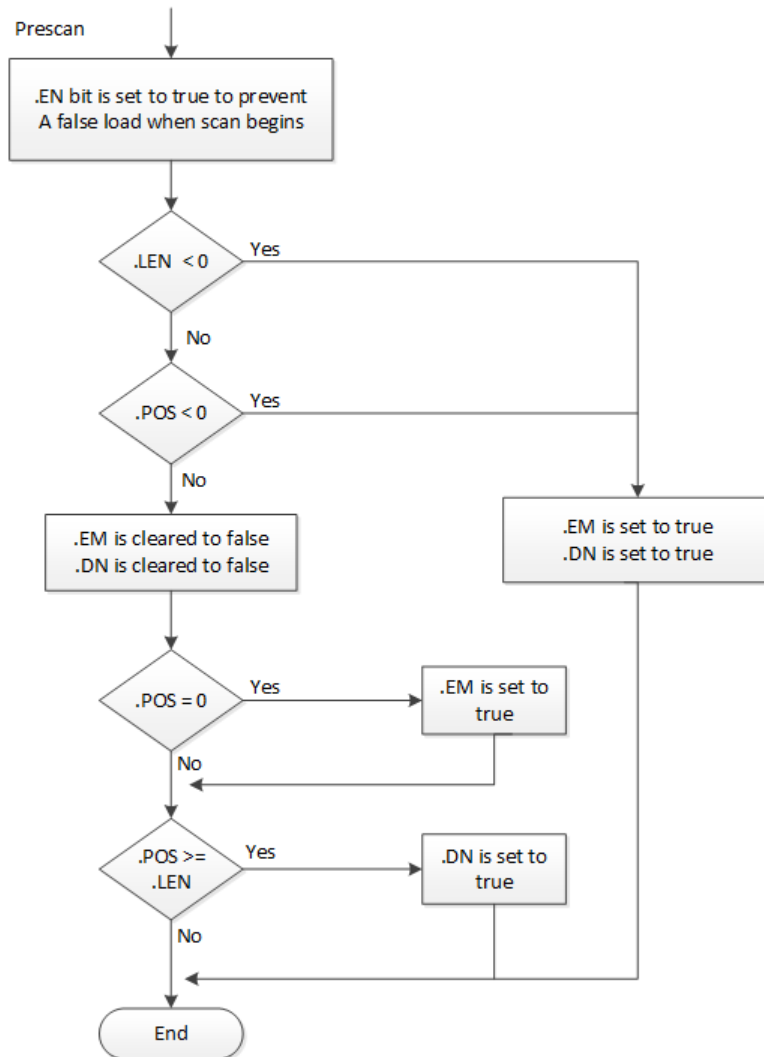 Prescan
.EN bit is set to true to prevent
A false load when scan begins
.LEN < 0
Yes
No
.POS < 0
Yes
No
.EM is cleared to false
.DN is cleared to false
.EM is set to true
.DN is set to true
.POS = 0
Yes
.EM is set to
true
No
.POS >=
.LEN
Yes
.DN is set to
true
No
End